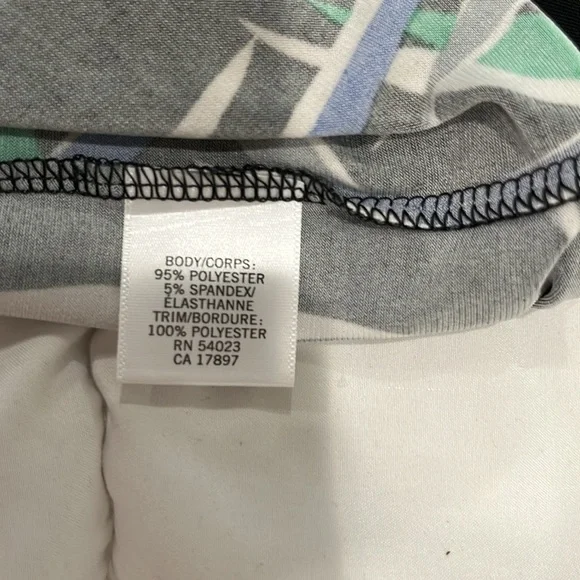 BODY/CORPS:
95% POLYESTER
5% SPANDEX/
ÉLASTHANNE
TRIM/BORDURE:
100% POLYESTER
RN 54023
CA 17897